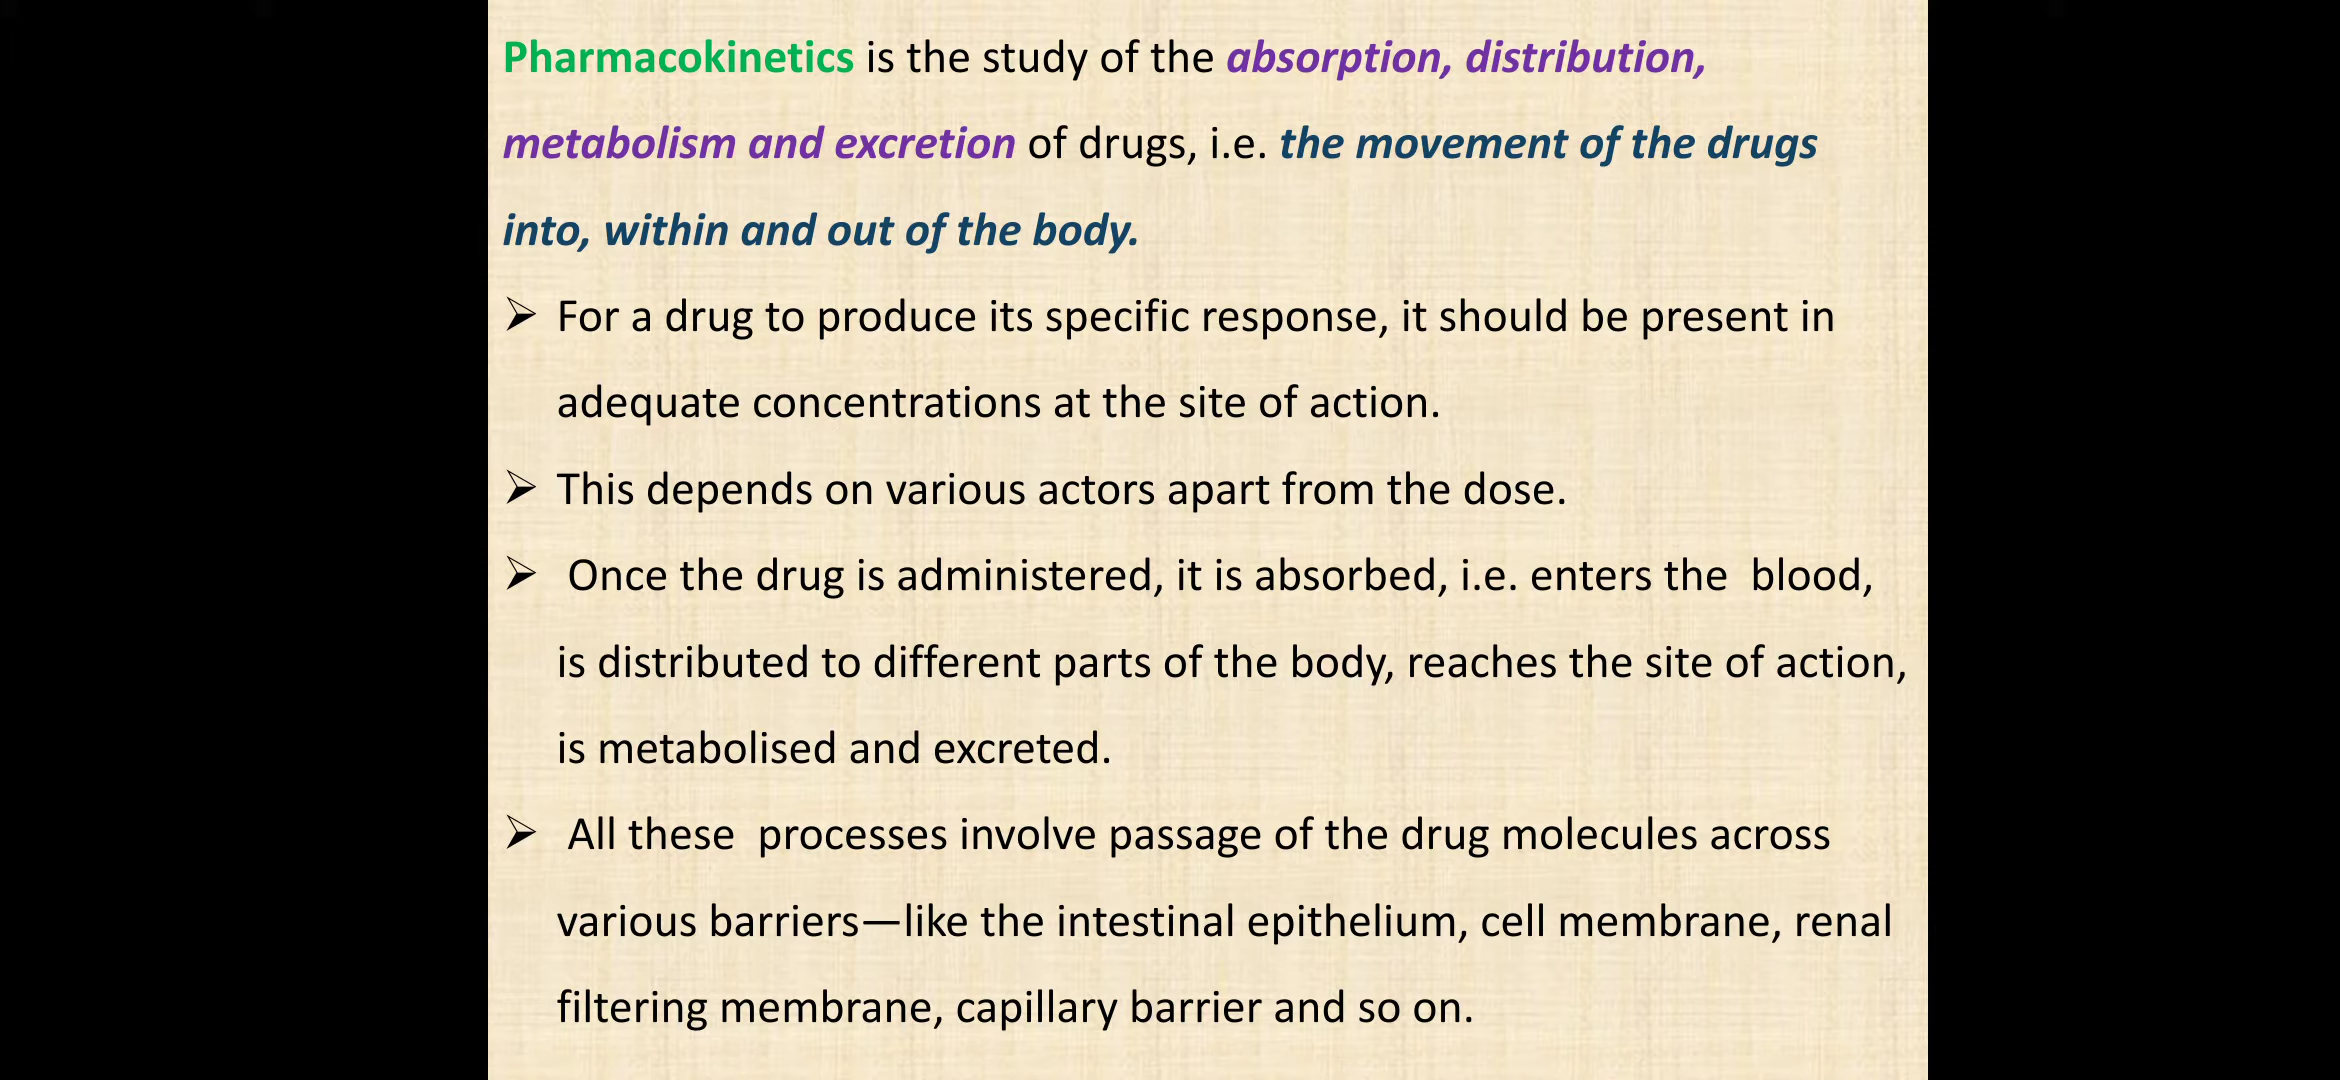 Pharmacokinetics is the study of the absorption, distribution,
metabolism and excretion of drugs, i.e. the movement of the drugs
into, within and out of the body.
➢ For a drug to produce its specific response, it should be present in
adequate concentrations at the site of action.
➢ This depends on various actors apart from the dose.
➢ Once the drug is administered, it is absorbed, i.e. enters the  blood,
is distributed to different parts of the body, reaches the site of action,
is metabolised and excreted.
➢ All these  processes involve passage of the drug molecules across
various barriers—like the intestinal epithelium, cell membrane, renal
filtering membrane, capillary barrier and so on.